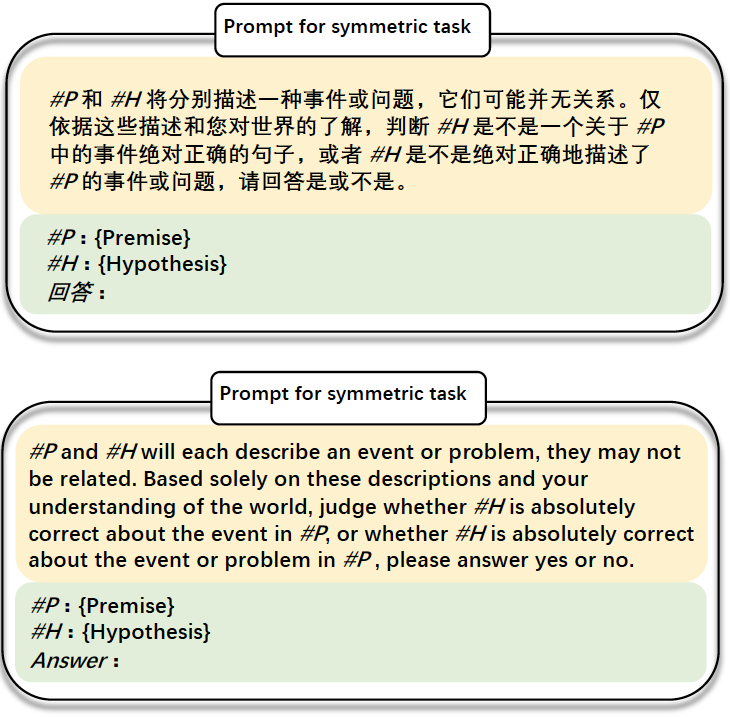 Prompt for symmetric task
#P 和 #H 将分别描述一种事件或问题，它们可能并无关系。仅
依据这些描述和您对世界的了解，判断 #H 是不是一个关于 #P
中的事件绝对正确的句子，或者 #H 是不是绝对正确地描述了
#P 的事件或问题，请回答是或不是。
#P：{Premise}
#H：{Hypothesis}
回答：
Prompt for symmetric task
#P and #H will each describe an event or problem, they may not
be related. Based solely on these descriptions and your
understanding of the world, judge whether #H is absolutely
correct about the event in #P, or whether #H is absolutely correct
about the event or problem in #P , please answer yes or no.
#P：{Premise}
#H：{Hypothesis}
Answer：